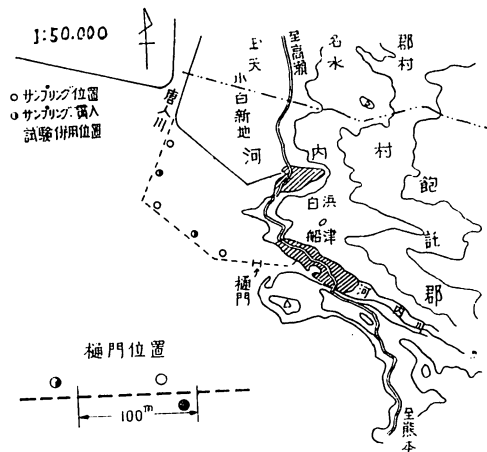 1:50.000
○ サンプリング位置
◐ サンプリング、貫入
試験併用位置
唐人川
小白新地
至高瀬
玉
名
郡
天
水
村
河
内
村
飽
託
郡
白浜
船津
樋門
河内川
至熊本
樋門位置
100m